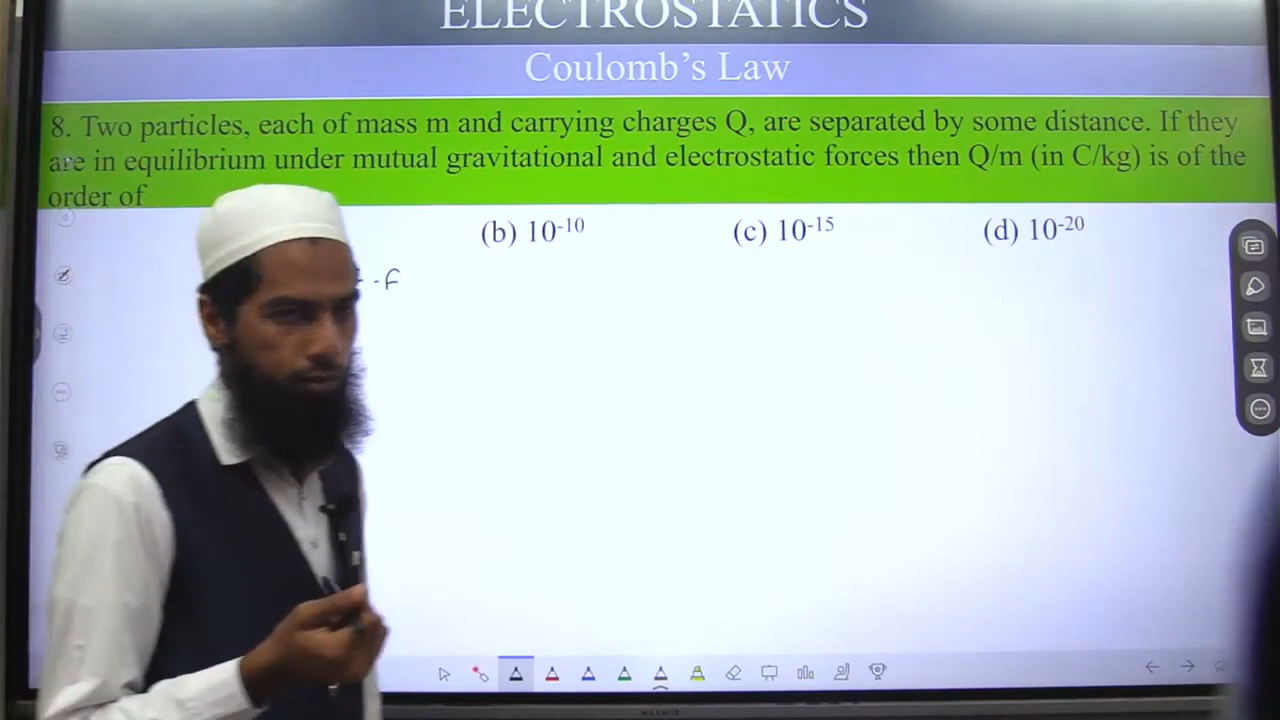 ELECTROSTATICS
Coulomb's Law
8. Two particles, each of mass m and carrying charges Q, are separated by some distance. If they
are in equilibrium under mutual gravitational and electrostatic forces then Q/m (in C/kg) is of the
order of
(b) 10⁻¹⁰ (c) 10⁻¹⁵ (d) 10⁻²⁰